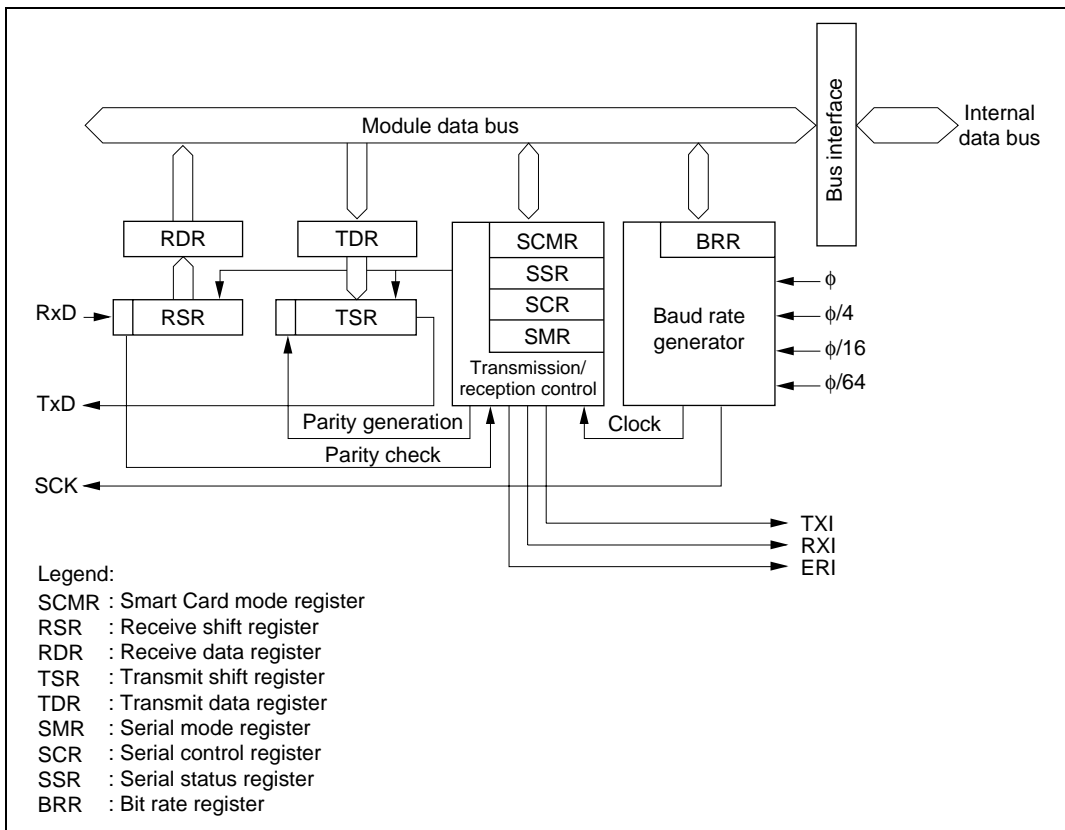 Module data bus
Bus interface
Internal
data bus
RDR
TDR
SCMR
BRR
SSR
SCR
SMR
RxD
RSR
TSR
Baud rate
generator
ϕ
ϕ/4
ϕ/16
ϕ/64
Transmission/
reception control
TxD
Parity generation
Clock
Parity check
SCK
TXI
RXI
ERI
Legend:
SCMR : Smart Card mode register
RSR : Receive shift register
RDR : Receive data register
TSR : Transmit shift register
TDR : Transmit data register
SMR : Serial mode register
SCR : Serial control register
SSR : Serial status register
BRR : Bit rate register